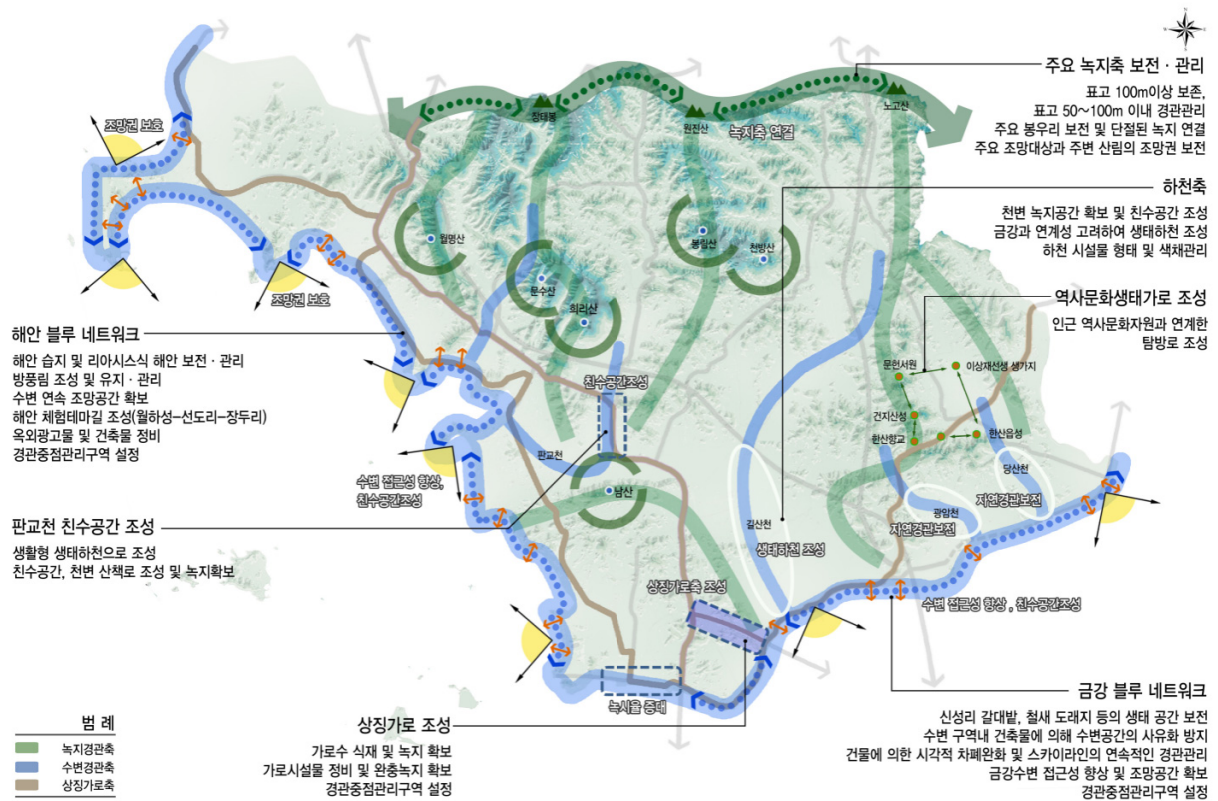 주요 녹지축 보전 · 관리
표고 100m이상 보존,
표고 50~100m 이내 경관관리
주요 봉우리 보전 및 단절된 녹지 연결
주요 조망대상과 주변 산림의 조망권 보전
하천축
천변 녹지공간 확보 및 친수공간 조성
금강과 연계성 고려하여 생태하천 조성
하천 시설물 형태 및 색채관리
역사문화생태가로 조성
인근 역사문화자원과 연계한
탐방로 조성
조망권 보호
장태봉
원진산
노고산
녹지축 연결
월명산
봉림산
천방산
문수산
희리산
조망권 보호
해안 블루 네트워크
해안 습지 및 리아시스식 해안 보전 · 관리
방풍림 조성 및 유지 · 관리
수변 연속 조망공간 확보
해안 체험테마길 조성(월하성-선도리-장두리)
옥외광고물 및 건축물 정비
경관중점관리구역 설정
친수공간조성
문헌서원
이상재선생 생가지
건지산성
한산향교
한산읍성
판교천
당산천
수변 접근성 향상,
친수공간조성
남산
길산천
광암천
자연경관보전
자연경관보전
생태하천 조성
판교천 친수공간 조성
생활형 생태하천으로 조성
친수공간, 천변 산책로 조성 및 녹지확보
상징가로축 조성
수변 접근성 향상 , 친수공간조성
녹시율 증대
상징가로 조성
가로수 식재 및 녹지 확보
가로시설물 정비 및 완충녹지 확보
경관중점관리구역 설정
금강 블루 네트워크
신성리 갈대밭, 철새 도래지 등의 생태 공간 보전
수변 구역내 건축물에 의해 수변공간의 사유화 방지
건물에 의한 시각적 차폐완화 및 스카이라인의 연속적인 경관관리
금강수변 접근성 향상 및 조망공간 확보
경관중점관리구역 설정
범 례
녹지경관축
수변경관축
상징가로축